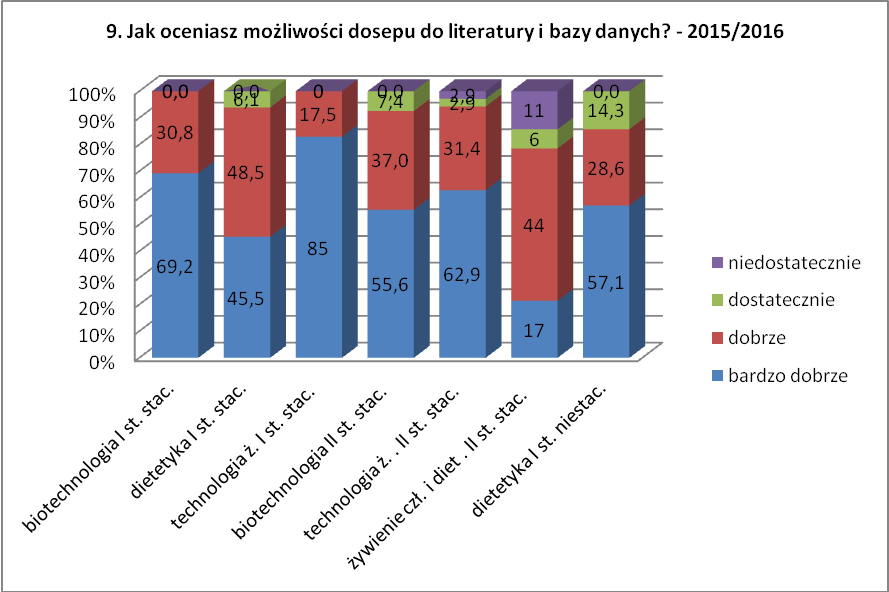 9. Jak oceniasz możliwości dosepu do literatury i bazy danych? - 2015/2016
100%
90%
80%
70%
60%
50%
40%
30%
20%
10%
0%
0,0 0,0 0 0,0 2,9 11 0,0
6,1 7,4 2,9 6 14,3
30,8 48,5 17,5 37,0 31,4 44 28,6
69,2 45,5 85 55,6 62,9 17 57,1
niedostatecznie
dostatecznie
dobrze
bardzo dobrze
biotechnologia I st. stac.
dietetyka I st. stac.
technologia ż. I st. stac.
biotechnologia II st. stac.
technologia ż. . II st. stac.
żywienie czł. i diet . II st. stac.
dietetyka I st. niestac.